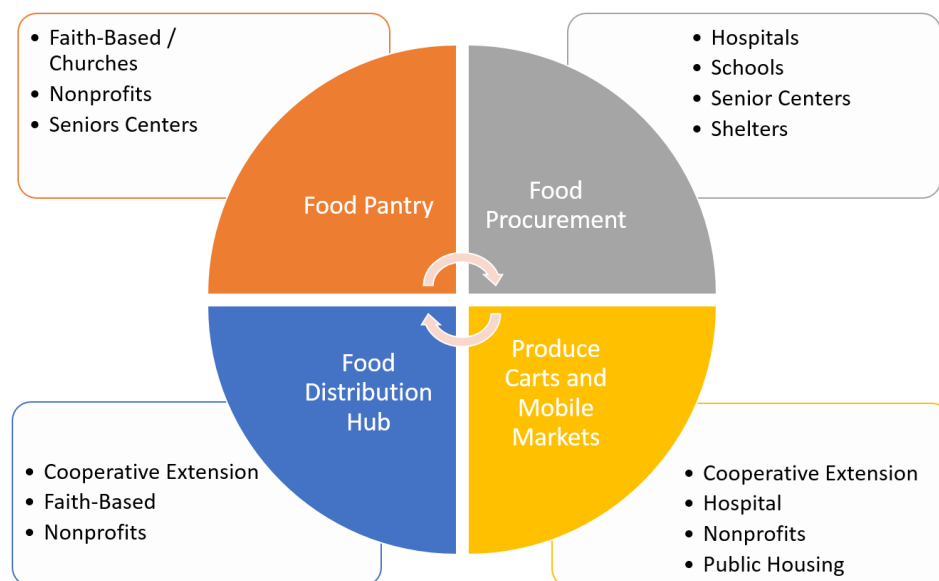 • Faith-Based /
Churches
• Nonprofits
• Seniors Centers
• Hospitals
• Schools
• Senior Centers
• Shelters
Food Pantry
Food
Procurement
Food
Distribution
Hub
Produce
Carts and
Mobile
Markets
• Cooperative Extension
• Faith-Based
• Nonprofits
• Cooperative Extension
• Hospital
• Nonprofits
• Public Housing